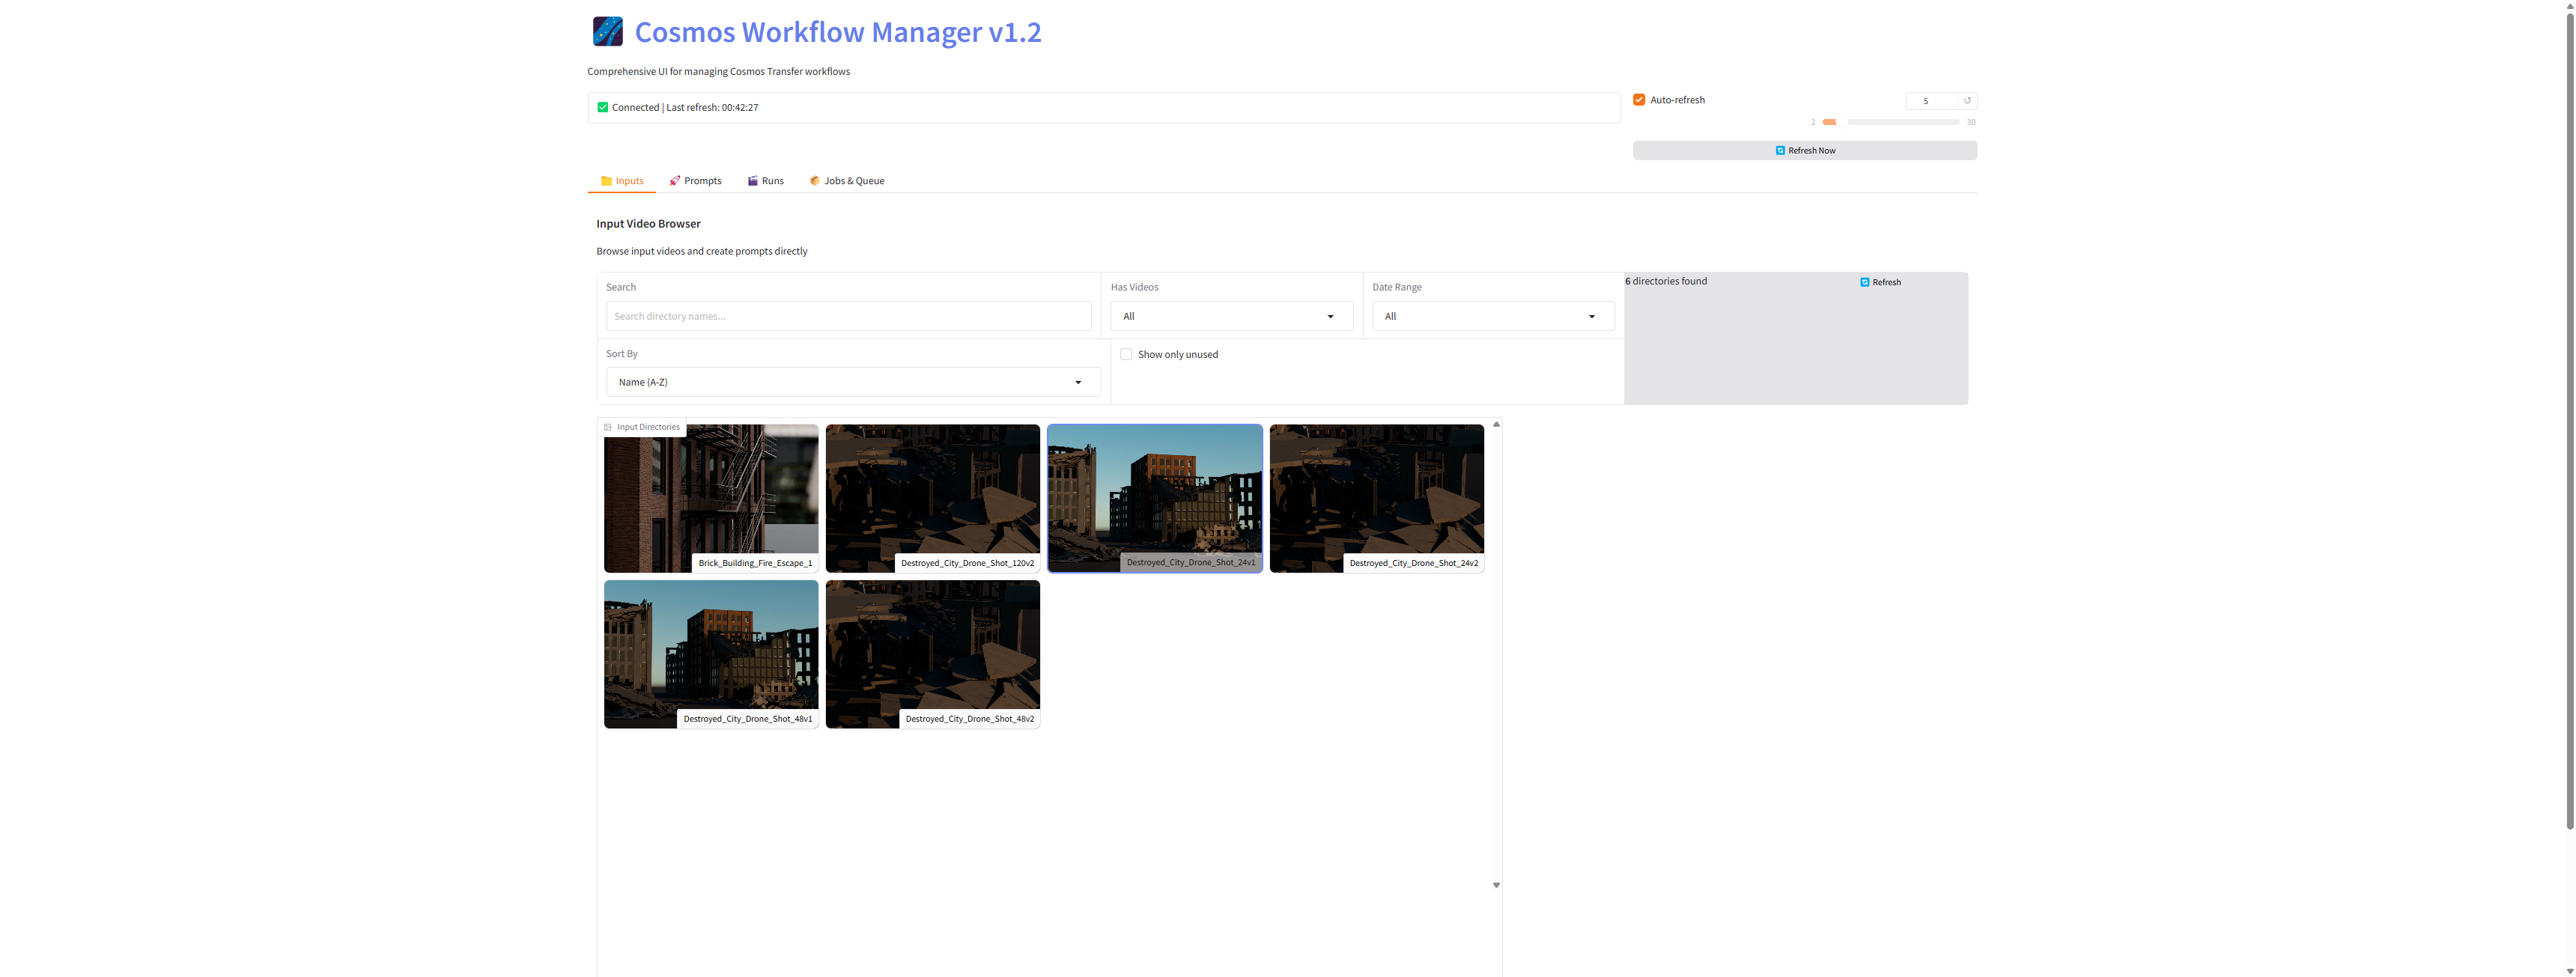 Cosmos Workflow Manager v1.2
Comprehensive UI for managing Cosmos Transfer workflows
Connected | Last refresh: 00:42:27
Auto-refresh
5
2
30
Refresh Now
Inputs
Prompts
Runs
Jobs & Queue
Input Video Browser
Browse input videos and create prompts directly
Search
Search directory names...
Has Videos
All
Date Range
All
6 directories found
Refresh
Sort By
Name (A-Z)
Show only unused
Input Directories
Brick_Building_Fire_Escape_1
Destroyed_City_Drone_Shot_120v2
Destroyed_City_Drone_Shot_24v1
Destroyed_City_Drone_Shot_24v2
Destroyed_City_Drone_Shot_48v1
Destroyed_City_Drone_Shot_48v2